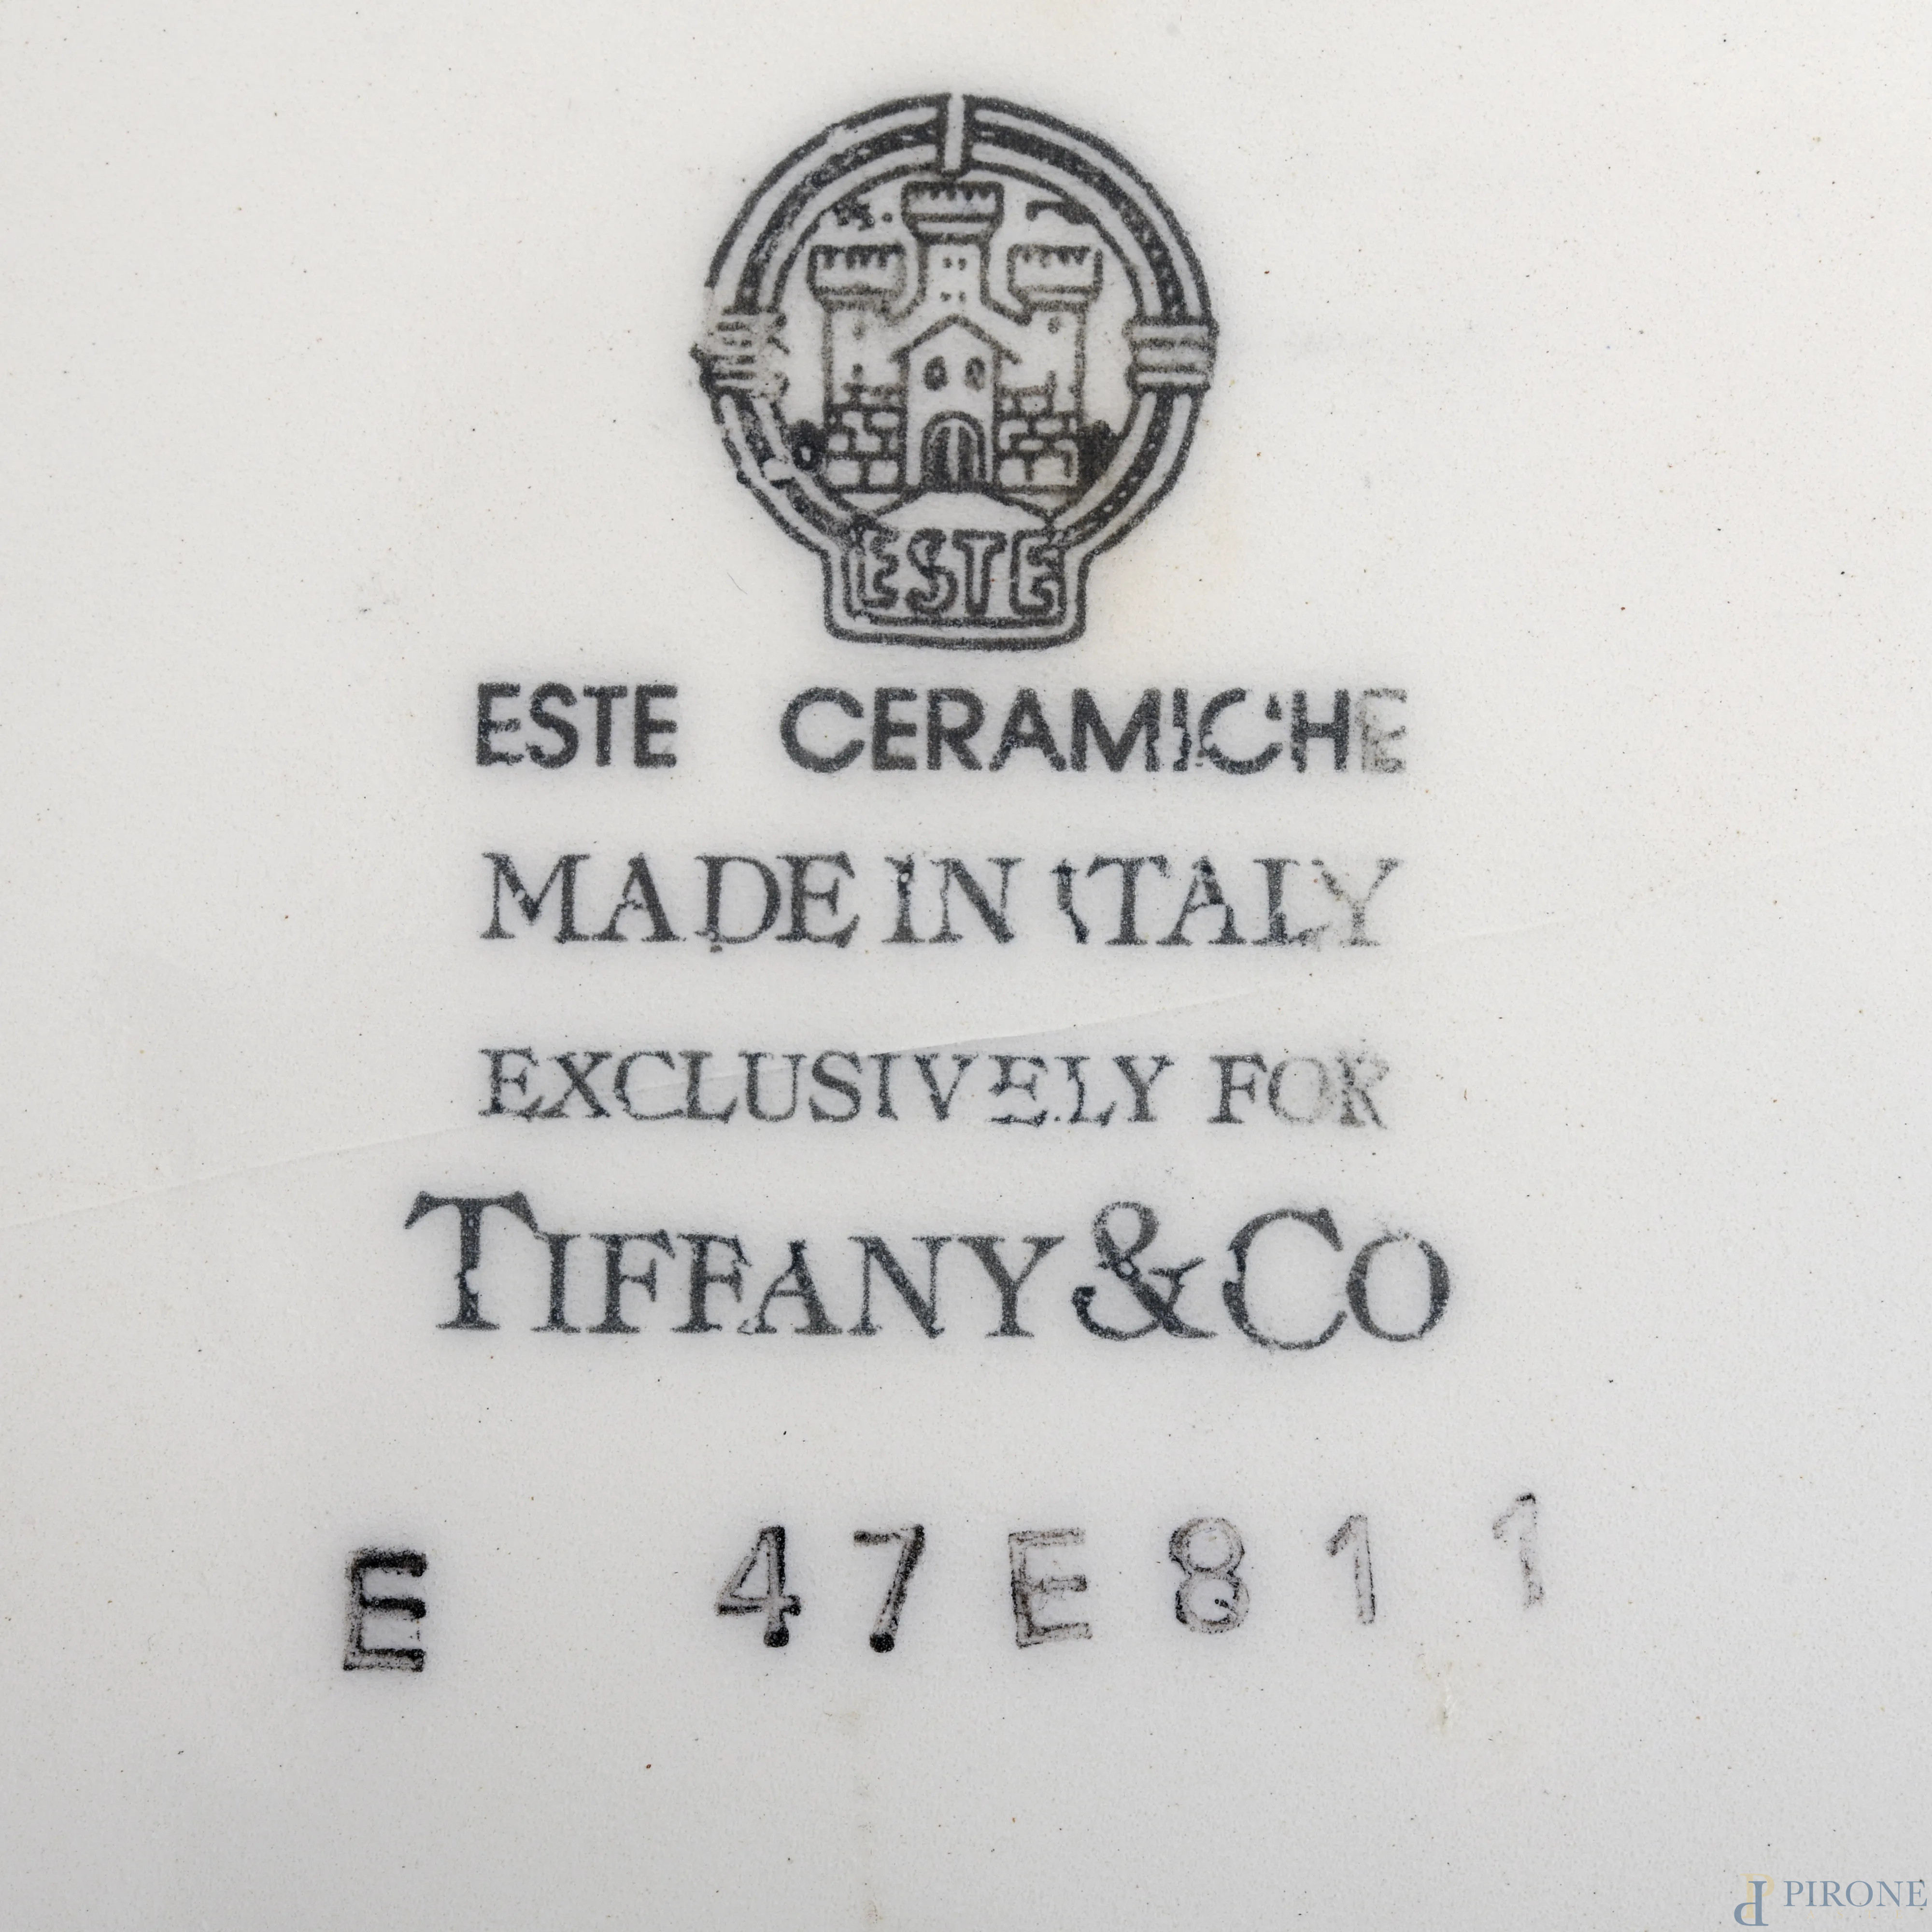 ESTE
ESTE CERAMICHE
MADE IN ITALY
EXCLUSIVELY FOR
TIFFANY & CO
E 47E811
PIRONE